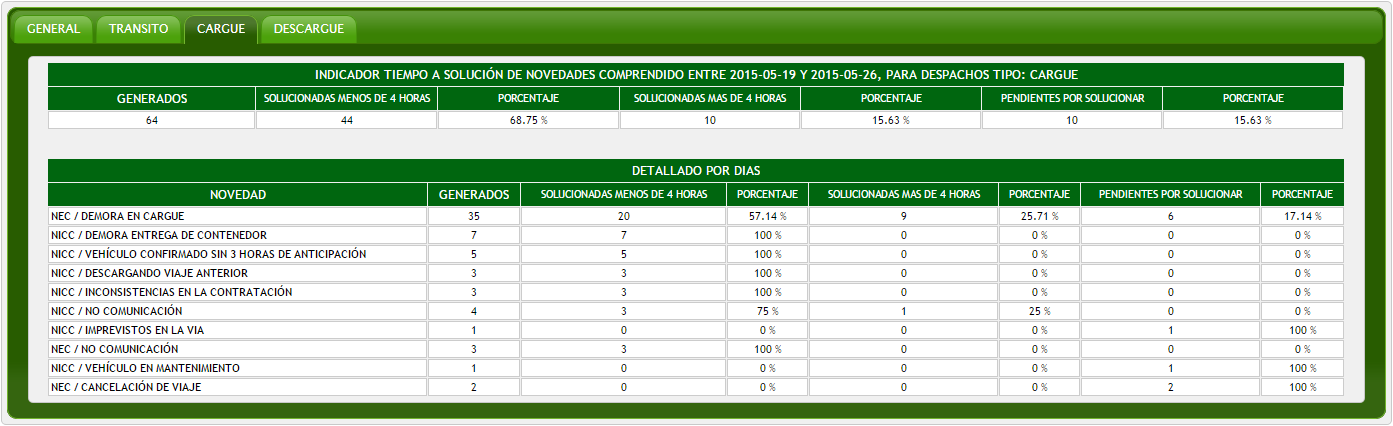 GENERAL TRANSITO CARGUE DESCARGUE
INDICADOR TIEMPO A SOLUCIÓN DE NOVEDADES COMPRENDIDO ENTRE 2015-05-19 Y 2015-05-26, PARA DESPACHOS TIPO: CARGUE
GENERADOS SOLUCIONADAS MENOS DE 4 HORAS PORCENTAJE SOLUCIONADAS MAS DE 4 HORAS PORCENTAJE PENDIENTES POR SOLUCIONAR PORCENTAJE
64 44 68.75 % 10 15.63 % 10 15.63 %
DETALLADO POR DIAS
NOVEDAD GENERADOS SOLUCIONADAS MENOS DE 4 HORAS PORCENTAJE SOLUCIONADAS MAS DE 4 HORAS PORCENTAJE PENDIENTES POR SOLUCIONAR PORCENTAJE
NEC / DEMORA EN CARGUE 35 20 57.14 % 9 25.71 % 6 17.14 %
NICC / DEMORA ENTREGA DE CONTENEDOR 7 7 100 % 0 0 % 0 0 %
NICC / VEHÍCULO CONFIRMADO SIN 3 HORAS DE ANTICIPACIÓN 5 5 100 % 0 0 % 0 0 %
NICC / DESCARGANDO VIAJE ANTERIOR 3 3 100 % 0 0 % 0 0 %
NICC / INCONSISTENCIAS EN LA CONTRATACIÓN 3 3 100 % 0 0 % 0 0 %
NICC / NO COMUNICACIÓN 4 3 75 % 1 25 % 0 0 %
NICC / IMPREVISTOS EN LA VIA 1 0 0 % 0 0 % 1 100 %
NEC / NO COMUNICACIÓN 3 3 100 % 0 0 % 0 0 %
NICC / VEHÍCULO EN MANTENIMIENTO 1 0 0 % 0 0 % 1 100 %
NEC / CANCELACIÓN DE VIAJE 2 0 0 % 0 0 % 2 100 %